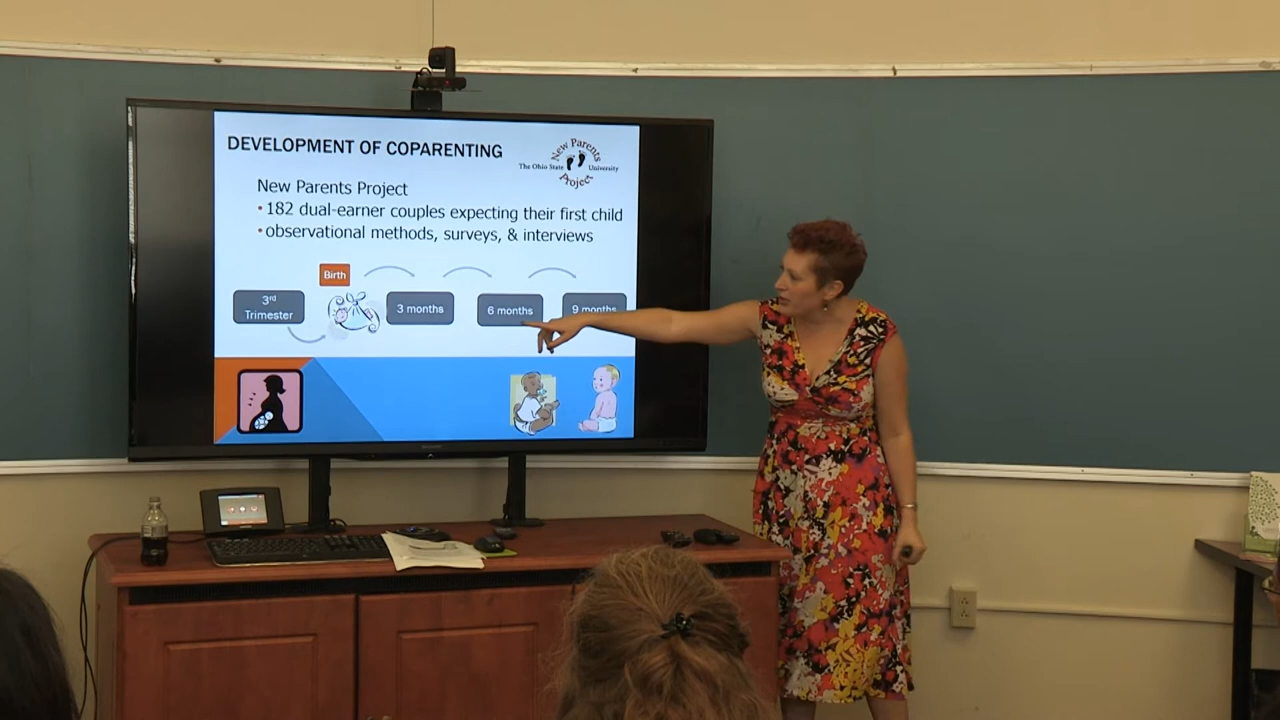 DEVELOPMENT OF COPARENTING
New Parents
The Ohio State University
Project
New Parents Project
• 182 dual-earner couples expecting their first child
• observational methods, surveys, & interviews
Birth
3rd
Trimester
3 months
6 months
9 months